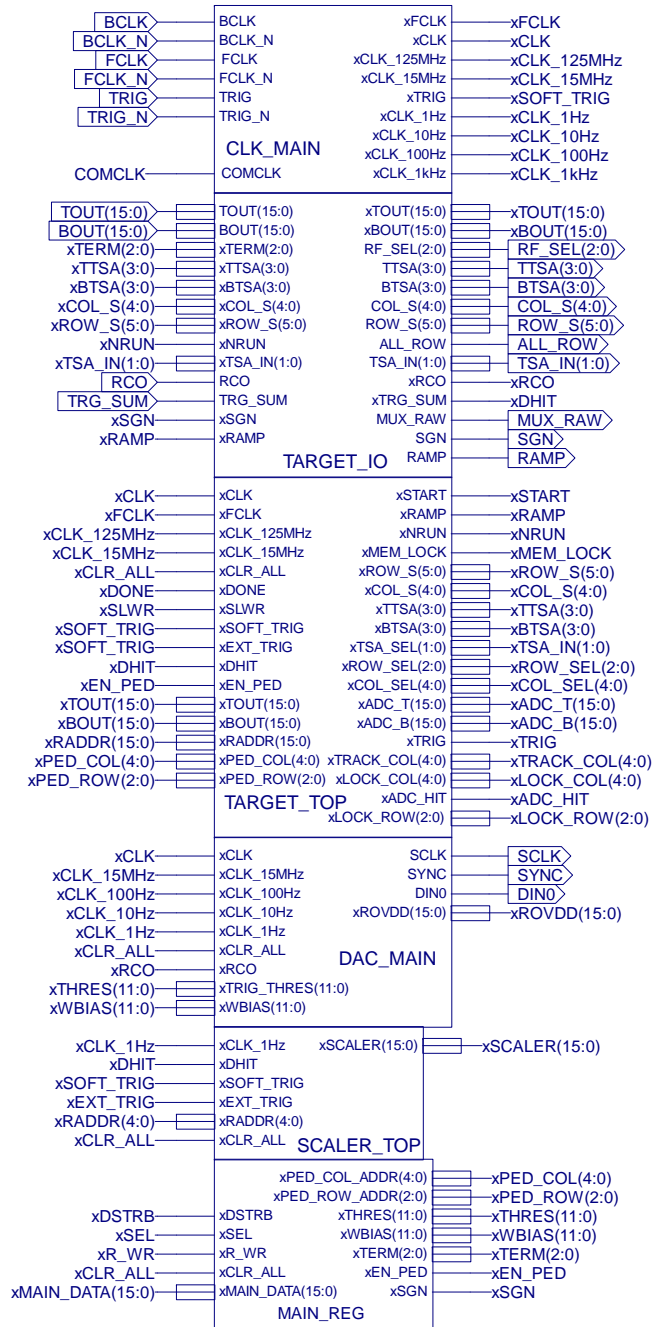 BCLK BCLK xFCLK xFCLK
BCLK_N BCLK_N xCLK xCLK
FCLK FCLK xCLK_125MHz xCLK_125MHz
FCLK_N FCLK_N xCLK_15MHz xCLK_15MHz
TRIG TRIG xTRIG xSOFT_TRIG
TRIG_N TRIG_N xCLK_1Hz xCLK_1Hz
xCLK_10Hz xCLK_10Hz
CLK_MAIN xCLK_100Hz xCLK_100Hz
COMCLK COMCLK xCLK_1kHz xCLK_1kHz
TOUT(15:0) TOUT(15:0) xTOUT(15:0) xTOUT(15:0)
BOUT(15:0) BOUT(15:0) xBOUT(15:0) xBOUT(15:0)
xTERM(2:0) xTERM(2:0) RF_SEL(2:0) RF_SEL(2:0)
xTTSA(3:0) xTTSA(3:0) TTSA(3:0) TTSA(3:0)
xBTSA(3:0) xBTSA(3:0) BTSA(3:0) BTSA(3:0)
xCOL_S(4:0) xCOL_S(4:0) COL_S(4:0) COL_S(4:0)
xROW_S(5:0) xROW_S(5:0) ROW_S(5:0) ROW_S(5:0)
xNRUN xNRUN ALL_ROW ALL_ROW
xTSA_IN(1:0) xTSA_IN(1:0) TSA_IN(1:0) TSA_IN(1:0)
RCO RCO xRCO xRCO
TRG_SUM TRG_SUM xTRG_SUM xDHIT
xSGN xSGN MUX_RAW MUX_RAW
xRAMP xRAMP SGN SGN
TARGET_IO RAMP RAMP
xCLK xCLK xSTART xSTART
xFCLK xFCLK xRAMP xRAMP
xCLK_125MHz xCLK_125MHz xNRUN xNRUN
xCLK_15MHz xCLK_15MHz xMEM_LOCK xMEM_LOCK
xCLR_ALL xCLR_ALL xROW_S(5:0) xROW_S(5:0)
xDONE xDONE xCOL_S(4:0) xCOL_S(4:0)
xSLWR xSLWR xTTSA(3:0) xTTSA(3:0)
xSOFT_TRIG xSOFT_TRIG xBTSA(3:0) xBTSA(3:0)
xSOFT_TRIG xEXT_TRIG xTSA_SEL(1:0) xTSA_IN(1:0)
xDHIT xDHIT xROW_SEL(2:0) xROW_SEL(2:0)
xEN_PED xEN_PED xCOL_SEL(4:0) xCOL_SEL(4:0)
xTOUT(15:0) xTOUT(15:0) xADC_T(15:0) xADC_T(15:0)
xBOUT(15:0) xBOUT(15:0) xADC_B(15:0) xADC_B(15:0)
xRADDR(15:0) xRADDR(15:0) xTRIG xTRIG
xPED_COL(4:0) xPED_COL(4:0) xTRACK_COL(4:0) xTRACK_COL(4:0)
xPED_ROW(2:0) xPED_ROW(2:0) xLOCK_COL(4:0) xLOCK_COL(4:0)
TARGET_TOP xADC_HIT xADC_HIT
xLOCK_ROW(2:0) xLOCK_ROW(2:0)
xCLK xCLK SCLK SCLK
xCLK_15MHz xCLK_15MHz SYNC SYNC
xCLK_100Hz xCLK_100Hz DIN0 DIN0
xCLK_10Hz xCLK_10Hz xROVDD(15:0) xROVDD(15:0)
xCLK_1Hz xCLK_1Hz
xCLR_ALL xCLR_ALL DAC_MAIN
xRCO xRCO
xTHRES(11:0) xTRIG_THRES(11:0)
xWBIAS(11:0) xWBIAS(11:0)
xCLK_1Hz xCLK_1Hz xSCALER(15:0) xSCALER(15:0)
xDHIT xDHIT
xSOFT_TRIG xSOFT_TRIG
xEXT_TRIG xEXT_TRIG
xRADDR(4:0) xRADDR(4:0)
xCLR_ALL xCLR_ALL SCALER_TOP
xPED_COL_ADDR(4:0) xPED_COL(4:0)
xPED_ROW_ADDR(2:0) xPED_ROW(2:0)
xDSTRB xDSTRB xTHRES(11:0) xTHRES(11:0)
xSEL xSEL xWBIAS(11:0) xWBIAS(11:0)
xR_WR xR_WR xTERM(2:0) xTERM(2:0)
xCLR_ALL xCLR_ALL xEN_PED xEN_PED
xMAIN_DATA(15:0) xMAIN_DATA(15:0) xSGN xSGN
MAIN_REG